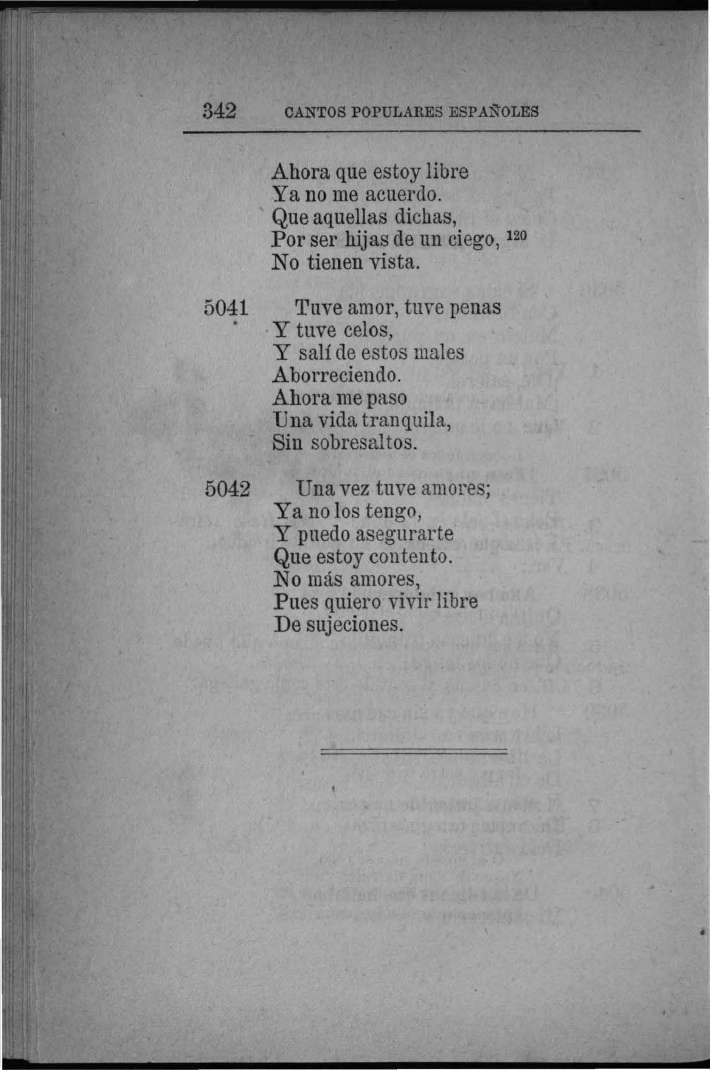 342 CANTOS POPULARES ESPAÑOLES
Ahora que estoy libre
Ya no me acuerdo.
Que aquellas dichas,
Por ser hijas de un ciego, 120
No tienen vista.
5041 Tuve amor, tuve penas
Y tuve celos,
Y salí de estos males
Aborreciendo.
Ahora me paso
Una vida tranquila,
Sin sobresaltos.
5042 Una vez tuve amores;
Ya no los tengo,
Y puedo asegurarte
Que estoy contento.
No más amores,
Pues quiero vivir libre
De sujeciones.